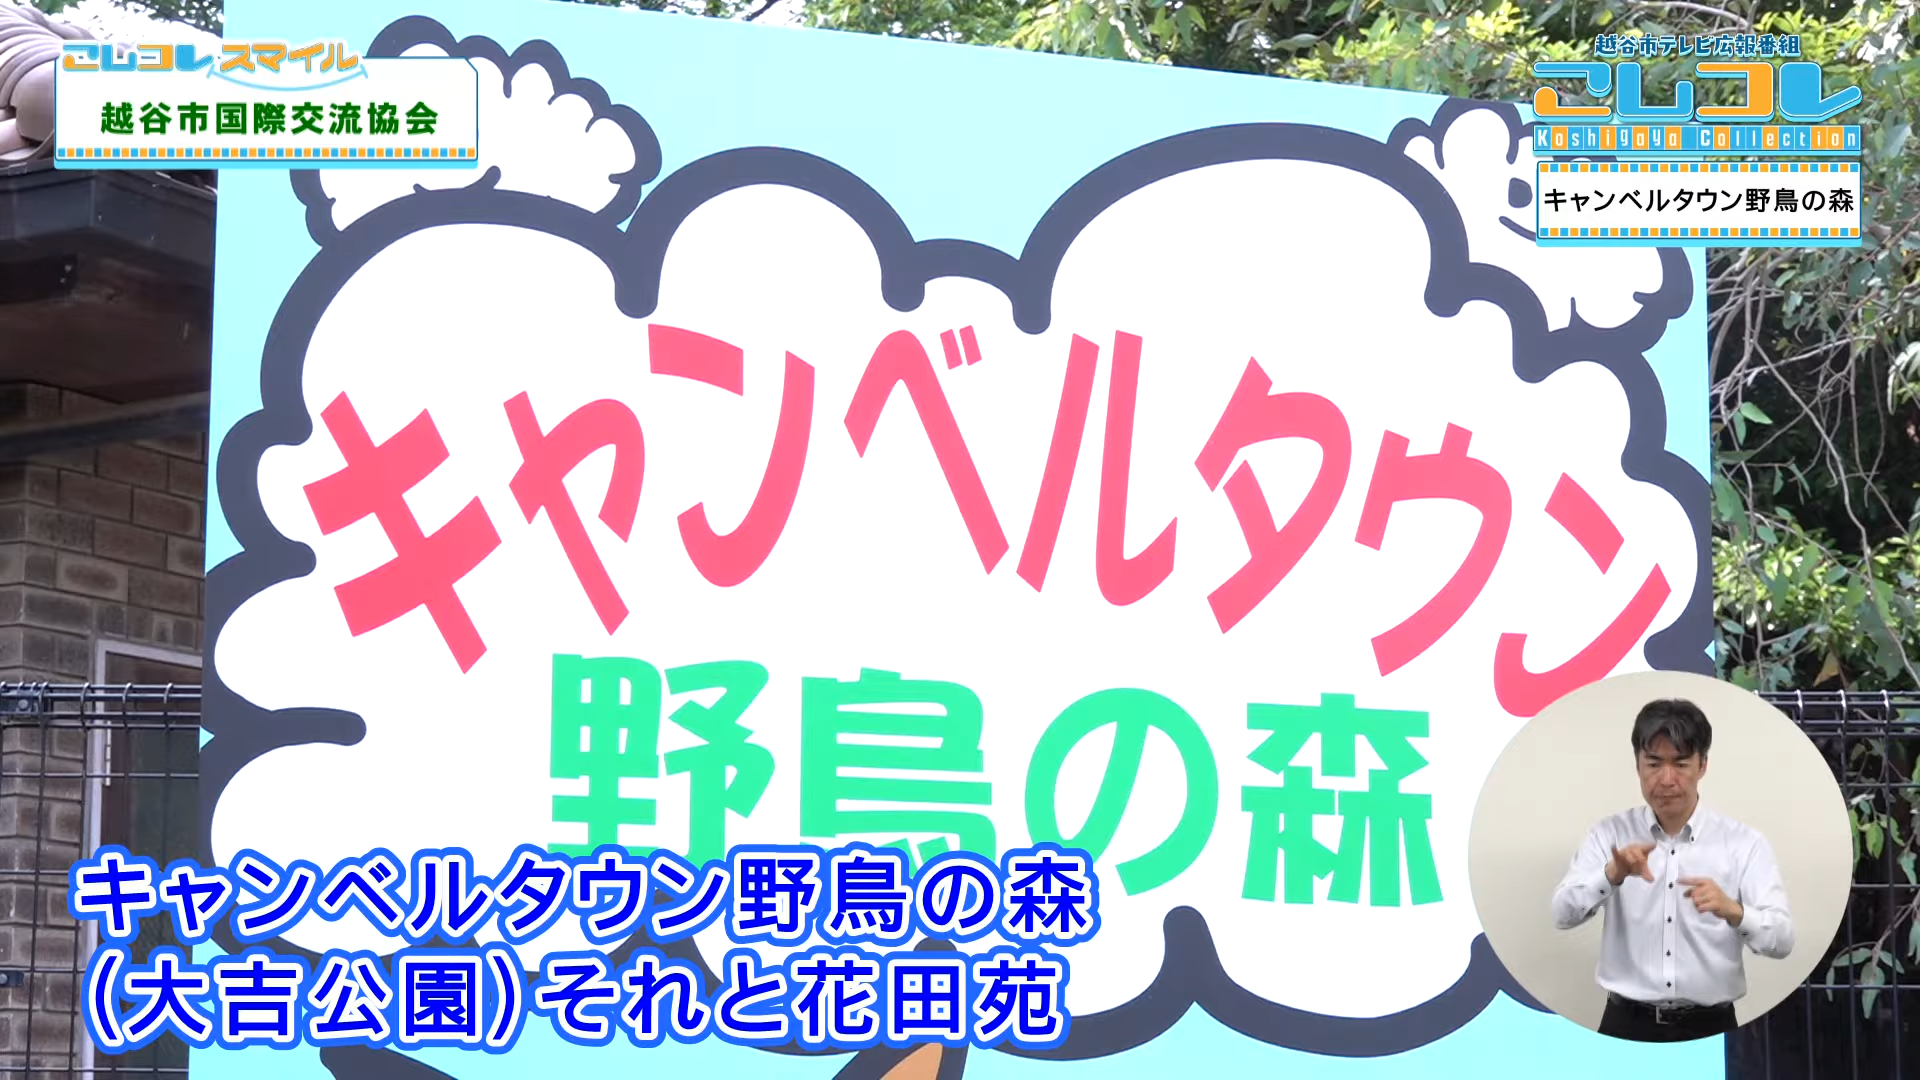 こしコレスマイル
越谷市国際交流協会
越谷市テレビ広報番組
こしコレ
Koshigaya Collection
キャンベルタウン野鳥の森
キャンベルタウン
野鳥の森
キャンベルタウン野鳥の森
(大吉公園)それと花田苑